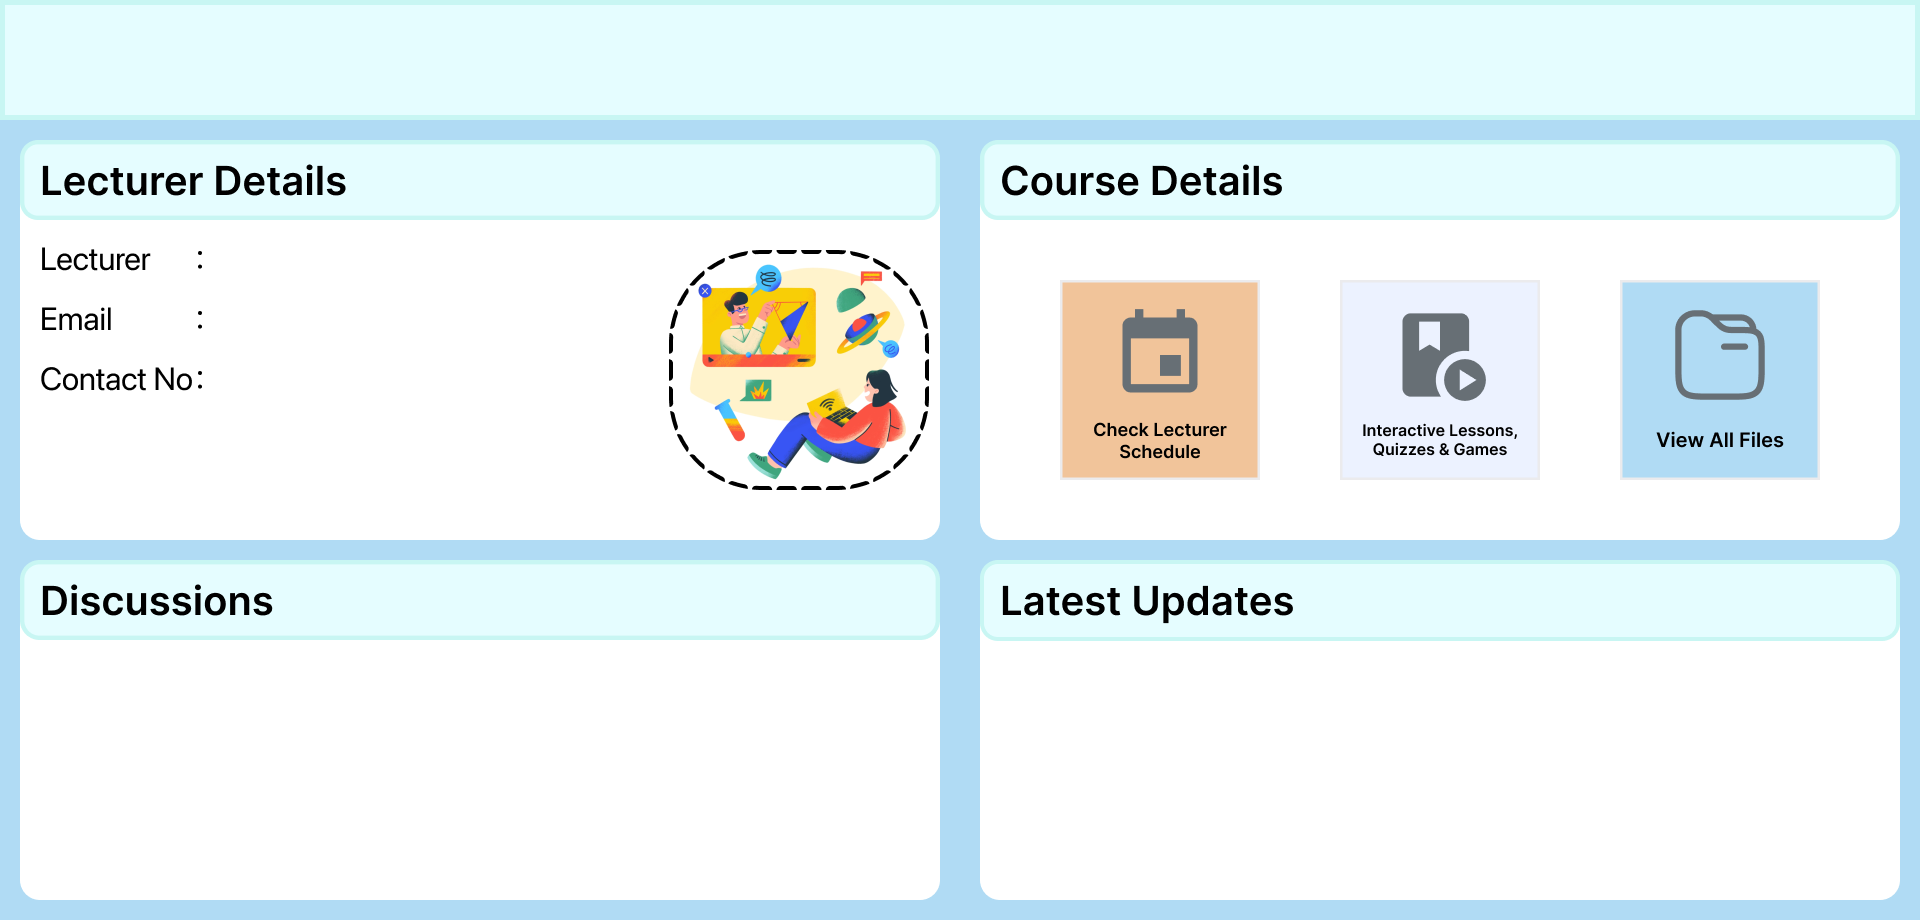 Lecturer Details
Lecturer :
Email :
Contact No :
Course Details
Check Lecturer
Schedule
Interactive Lessons,
Quizzes & Games
View All Files
Discussions
Latest Updates